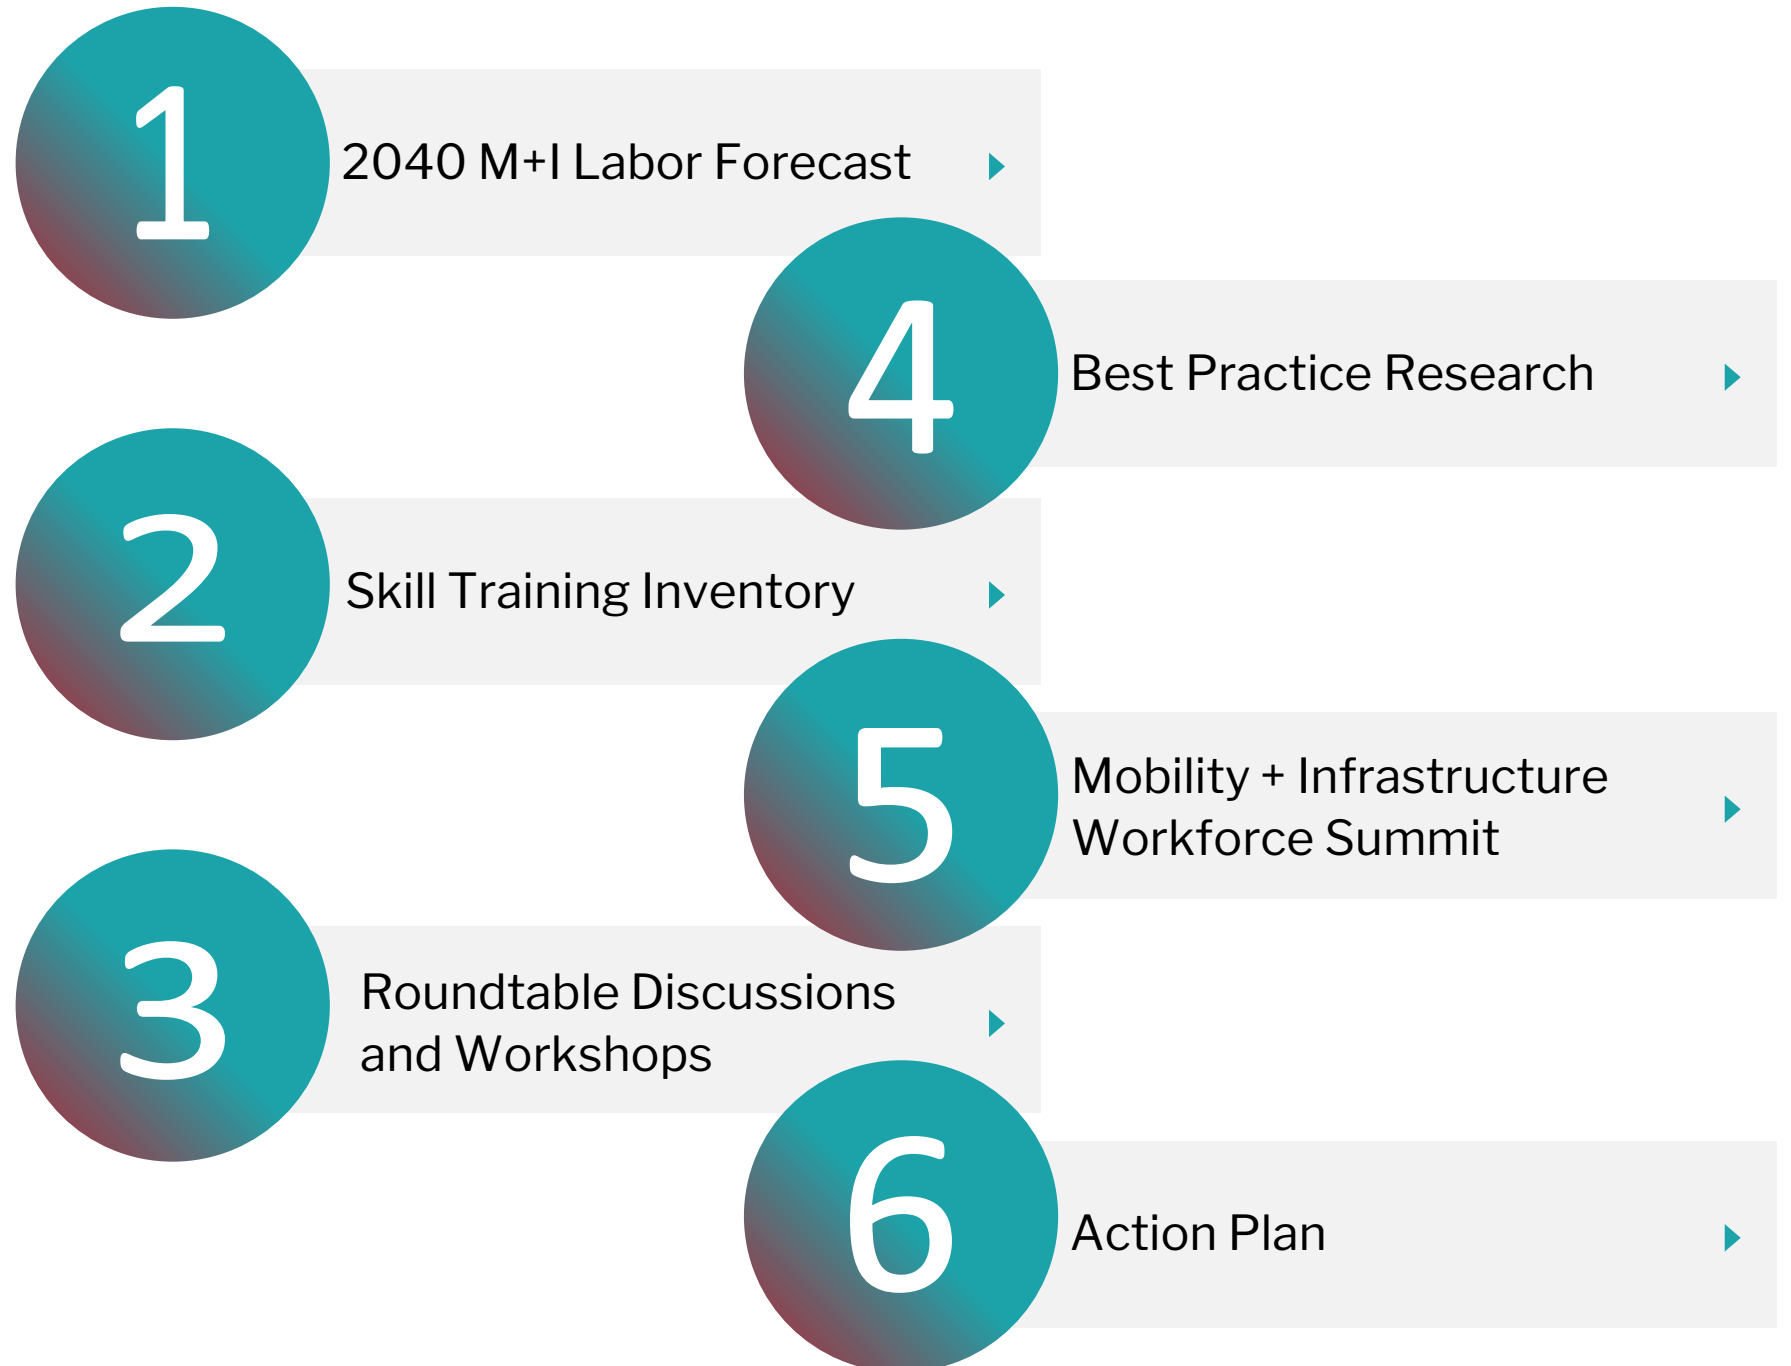 1
2040 M+I Labor Forecast
2
Skill Training Inventory
3
Roundtable Discussions
and Workshops
4
Best Practice Research
5
Mobility + Infrastructure
Workforce Summit
6
Action Plan